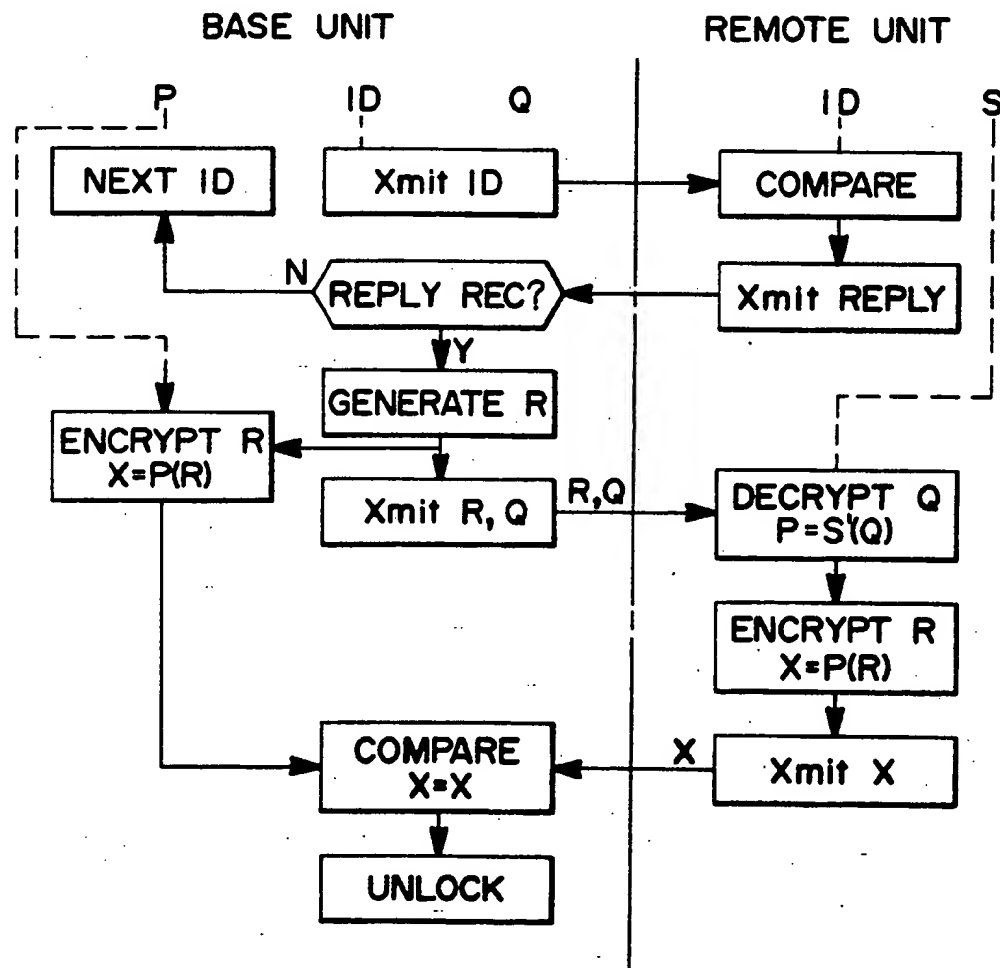 BASE UNIT
REMOTE UNIT
P
ID
Q
ID
S
NEXT ID
Xmit ID
COMPARE
N
REPLY REC?
Xmit REPLY
Y
GENERATE R
ENCRYPT R
X=P(R)
Xmit R, Q
R,Q
DECRYPT Q
P=S'(Q)
ENCRYPT R
X=P(R)
COMPARE
X=X
X
Xmit X
UNLOCK